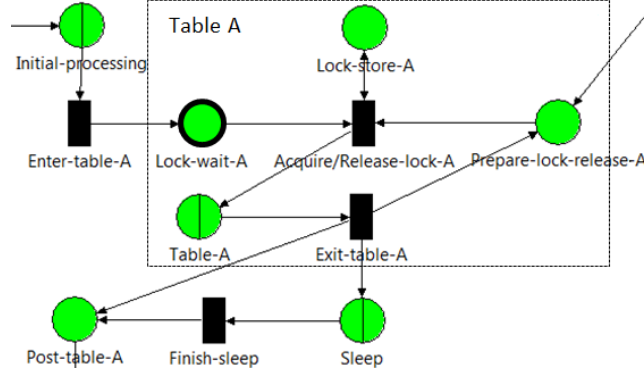 Table A
Initial-processing
Lock-store-A
Enter-table-A
Lock-wait-A
Acquire/Release-lock-A
Prepare-lock-release-A
Table-A
Exit-table-A
Post-table-A
Finish-sleep
Sleep